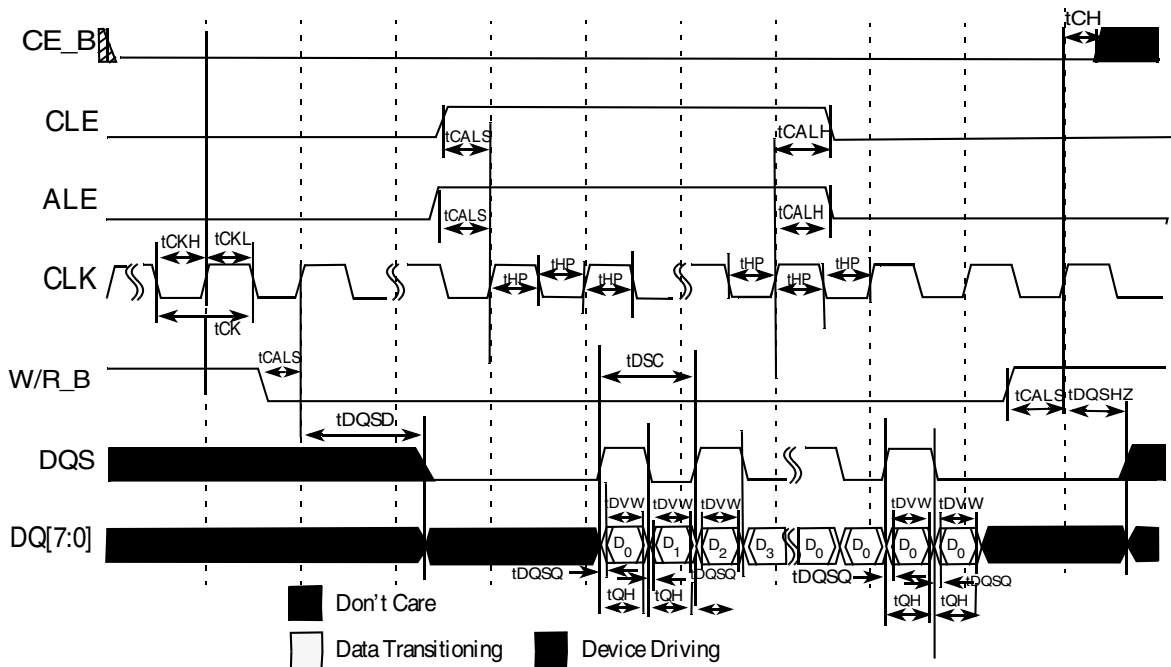 tCH
CE_B
CLE
tCALS
tCALH
ALE
tCALS
tCALH
tCKH
tCKL
CLK
tHP
tHP
tHP
tHP
tHP
tHP
tCK
tCALS
tDSC
W/R_B
tCALS
tDQSHZ
tDQSD
DQS
tDVW
tDVW
tDVW
tDVW
tDVW
DQ[7:0]
D0
D1
D2
D3
D0
D0
D0
D0
tDQSQ
tDQSQ
tDQSQ
tDQSQ
tQH
tQH
tQH
tQH
Don't Care
Data Transitioning
Device Driving